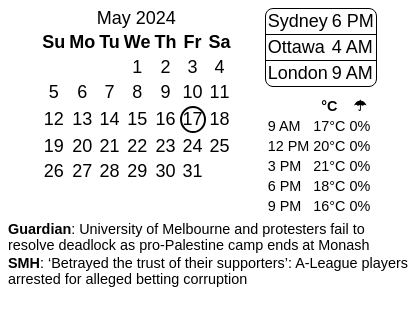 May 2024
Su Mo Tu We Th Fr Sa
1 2 3 4
5 6 7 8 9 10 11
12 13 14 15 16 17 18
19 20 21 22 23 24 25
26 27 28 29 30 31
Sydney 6 PM
Ottawa 4 AM
London 9 AM
°C ☂
9 AM 17°C 0%
12 PM 20°C 0%
3 PM 21°C 0%
6 PM 18°C 0%
9 PM 16°C 0%
Guardian: University of Melbourne and protesters fail to
resolve deadlock as pro-Palestine camp ends at Monash
SMH: ‘Betrayed the trust of their supporters’: A-League players
arrested for alleged betting corruption